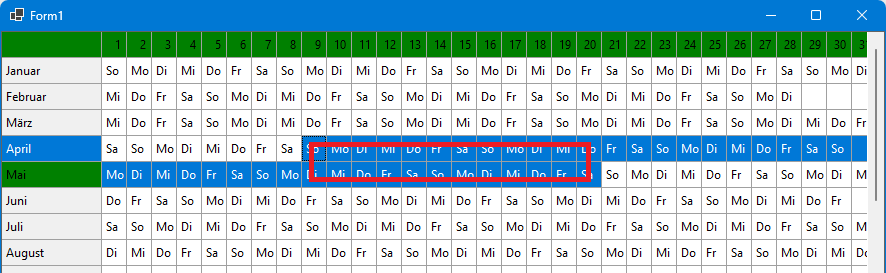 Form1
1 2 3 4 5 6 7 8 9 10 11 12 13 14 15 16 17 18 19 20 21 22 23 24 25 26 27 28 29 30 3
Januar So Mo Di Mi Do Fr Sa So Mo Di Mi Do Fr Sa So Mo Di Mi Do Fr Sa So Mo Di Mi Do Fr Sa So Mo Di
Februar Mi Do Fr Sa So Mo Di Mi Do Fr Sa So Mo Di Mi Do Fr Sa So Mo Di Mi Do Fr Sa So Mo Di
März Mi Do Fr Sa So Mo Di Mi Do Fr Sa So Mo Di Mi Do Fr Sa So Mo Di Mi Do Fr Sa So Mo Di Mi Do Fr
April Sa So Mo Di Mi Do Fr Sa So Mo Di Mi Do Fr Sa So Mo Di Mi Do Fr Sa So Mo Di Mi Do Fr Sa So
Mai Mo Di Mi Do Fr Sa So Mo Di Mi Do Fr Sa So Mo Di Mi Do Fr Sa So Mo Di Mi Do Fr Sa So Mo Di M
Juni Do Fr Sa So Mo Di Mi Do Fr Sa So Mo Di Mi Do Fr Sa So Mo Di Mi Do Fr Sa So Mo Di Mi Do Fr
Juli Sa So Mo Di Mi Do Fr Sa So Mo Di Mi Do Fr Sa So Mo Di Mi Do Fr Sa So Mo Di Mi Do Fr Sa So M
August Di Mi Do Fr Sa So Mo Di Mi Do Fr Sa So Mo Di Mi Do Fr Sa So Mo Di Mi Do Fr Sa So Mo Di Mi Do